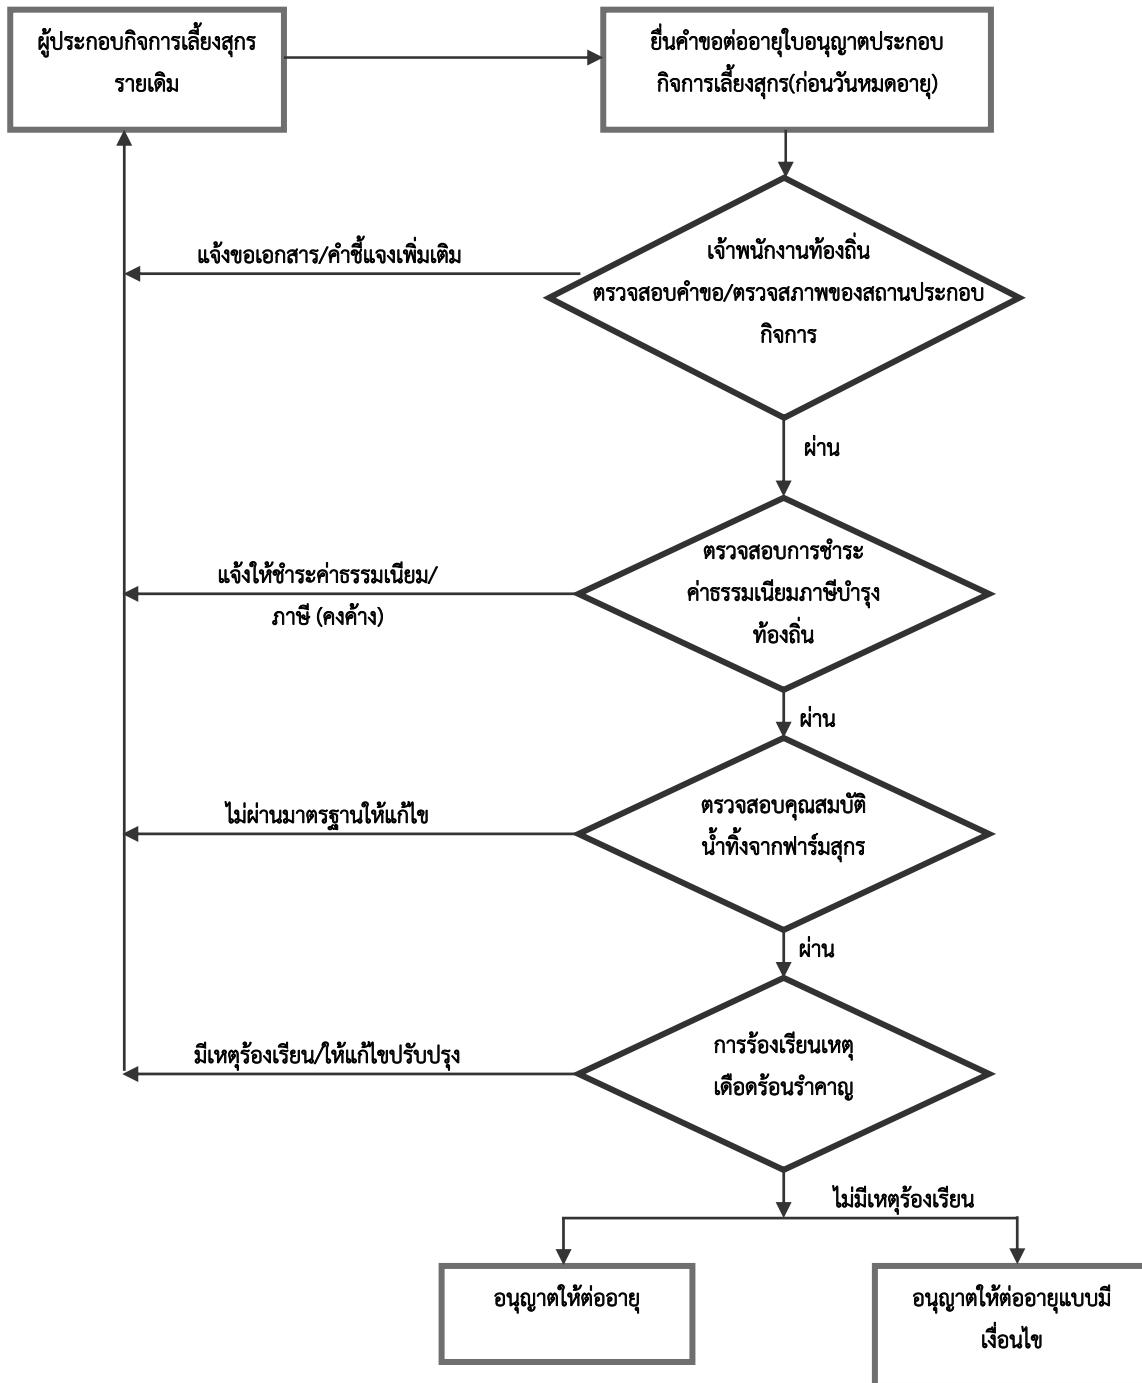 ผู้ประกอบกิจการเลี้ยงสุกร
รายเดิม
ยื่นคำขอต่ออายุใบอนุญาตประกอบ
กิจการเลี้ยงสุกร(ก่อนวันหมดอายุ)
แจ้งขอเอกสาร/คำชี้แจงเพิ่มเติม
เจ้าพนักงานท้องถิ่น
ตรวจสอบคำขอ/ตรวจสภาพของสถานประกอบ
กิจการ
ผ่าน
แจ้งให้ชำระค่าธรรมเนียม/
ภาษี (คงค้าง)
ตรวจสอบการชำระ
ค่าธรรมเนียมภาษีบำรุง
ท้องถิ่น
ผ่าน
ไม่ผ่านมาตรฐานให้แก้ไข
ตรวจสอบคุณสมบัติ
น้ำทิ้งจากฟาร์มสุกร
ผ่าน
มีเหตุร้องเรียน/ให้แก้ไขปรับปรุง
การร้องเรียนเหตุ
เดือดร้อนรำคาญ
ไม่มีเหตุร้องเรียน
อนุญาตให้ต่ออายุ
อนุญาตให้ต่ออายุแบบมี
เงื่อนไข